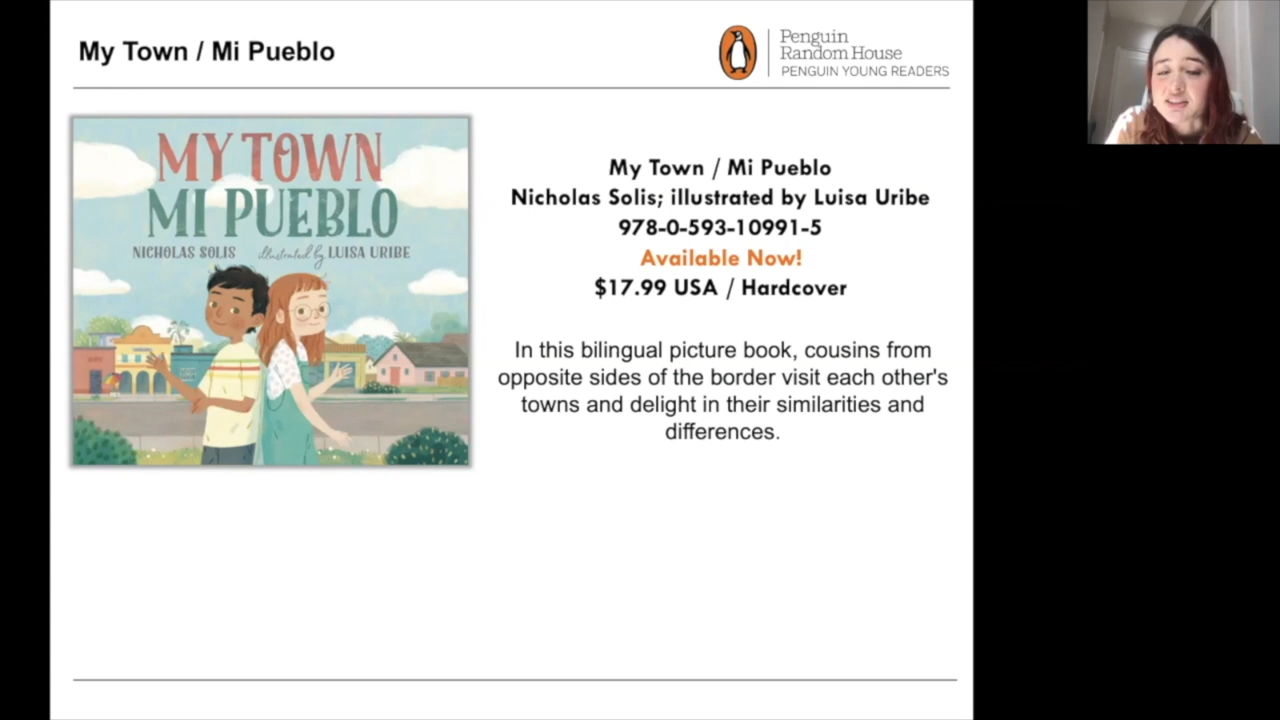 My Town / Mi Pueblo
Penguin
Random House
PENGUIN YOUNG READERS
MY TOWN
MI PUEBLO
NICHOLAS SOLIS illustrated by LUISA URIBE
My Town / Mi Pueblo
Nicholas Solis; illustrated by Luisa Uribe
978-0-593-10991-5
Available Now!
$17.99 USA / Hardcover
In this bilingual picture book, cousins from
opposite sides of the border visit each other's
towns and delight in their similarities and
differences.